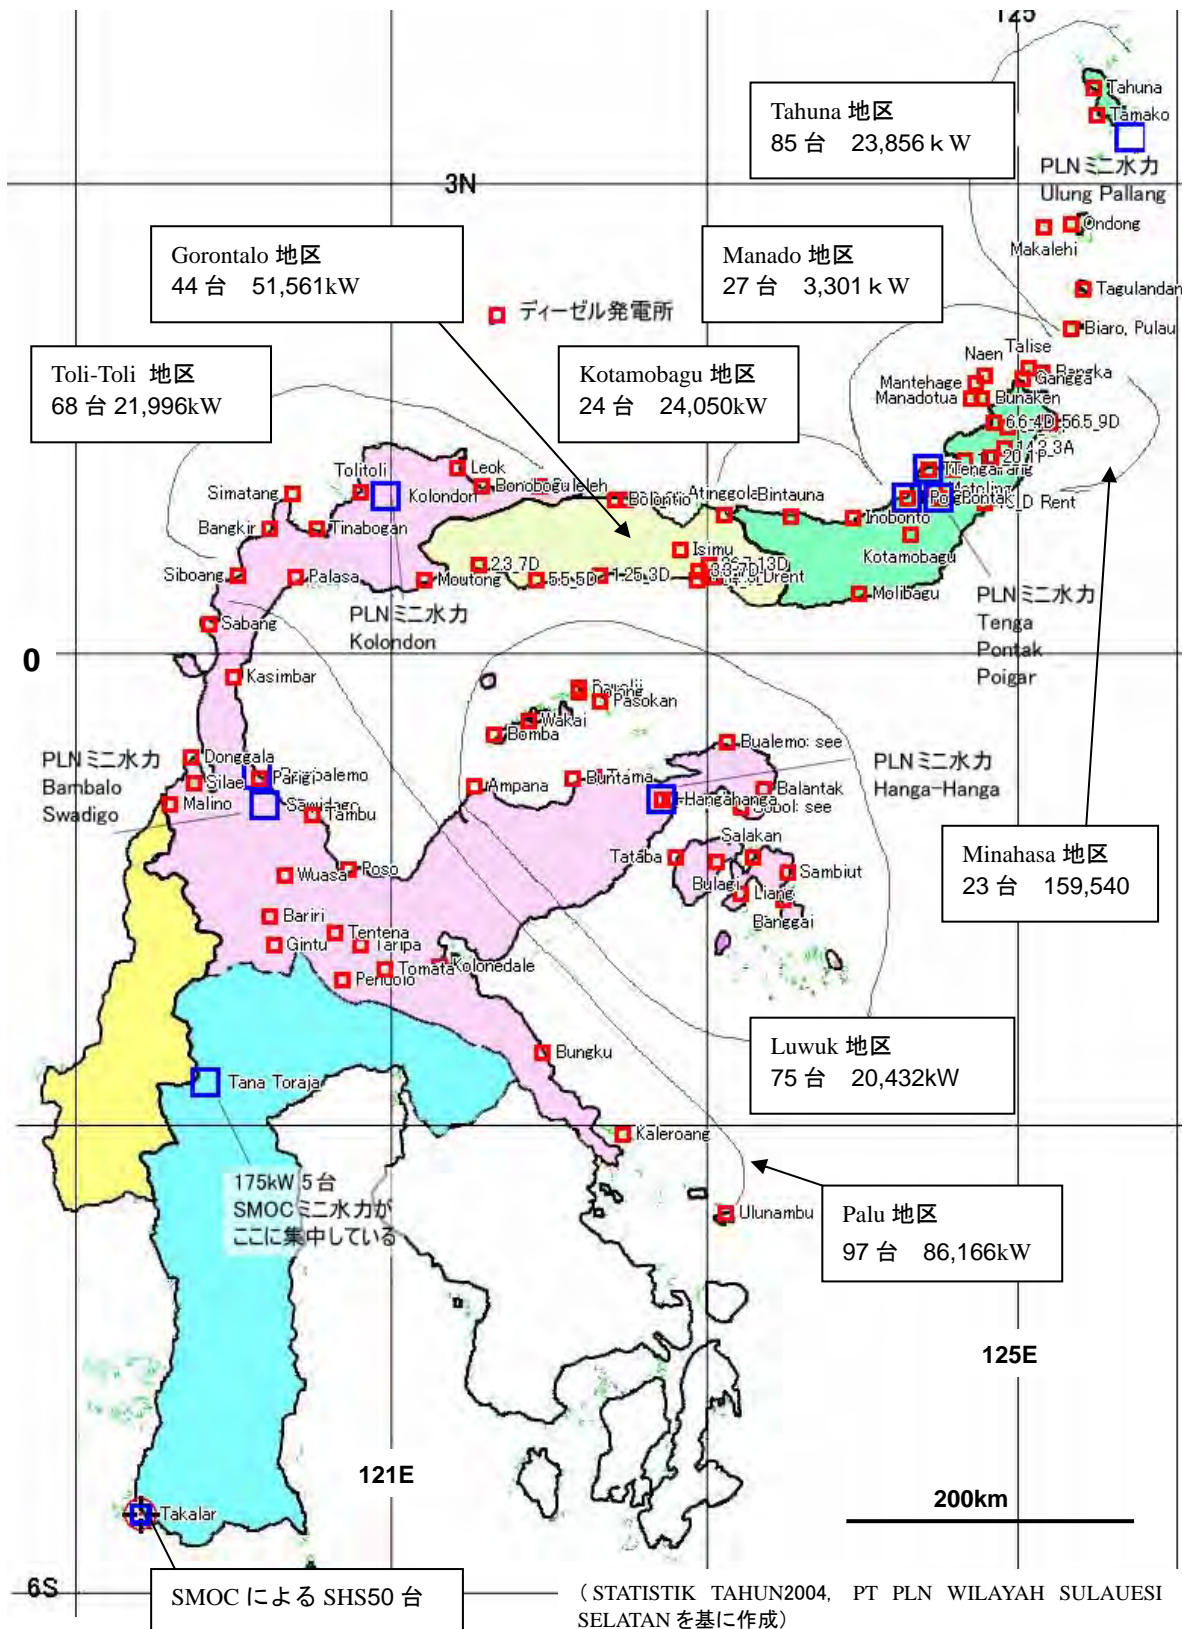 125
Tahuna
Tamako
Tahuna 地区
85 台 23,856ｋW
PLNミニ水力
Ulung Pallang
3N
Ondong
Makalehi
Gorontalo 地区
44 台 51,561kW
Manado 地区
27 台 3,301ｋW
Tagulandan
ディーゼル発電所
Biaro, Pulau
Talise
Naen
Toli-Toli 地区
68 台 21,996kW
Kotamobagu 地区
24 台 24,050kW
Gangga
Mantehage
Manadotua
Bunaken
Leok
Tolitoli
Simatang
Kolondon
Atinggola
Bintauna
Bangkir
Tinabogan
Inobonto
Kotamobagu
Isimu
2.3_7D
5.5_5D
1.25_3D
Siboang
Palasa
Moutong
Molibagu
PLNミニ水力
Kolondon
PLNミニ水力
Tenga
Pontak
Poigar
Sabang
0
Kasimbar
Pasokan
Wakai
Bomba
Bualemo: see
PLNミニ水力
Bambalo
Swadigo
Donggala
Silae
Malino
Tambu
Ampana
Buntama
PLNミニ水力
Hanga-Hanga
Hangahanga
Balantak
Minahasa 地区
23 台 159,540
Salakan
Tataba
Bulagi
Sambiut
Liang
Banggai
Wuasa
Poso
Bariri
Tentena
Gintu
Taripa
Tomata
Kolonedale
Pendolo
Luwuk 地区
75 台 20,432kW
Bungku
Tana Toraja
Kaleroang
175kW 5台
SMOCミニ水力が
ここに集中している
Ulunambu
Palu 地区
97 台 86,166kW
125E
121E
200km
Takalar
6S
SMOC による SHS50 台
（STATISTIK TAHUN2004, PT PLN WILAYAH SULAUESI
SELATAN を基に作成）